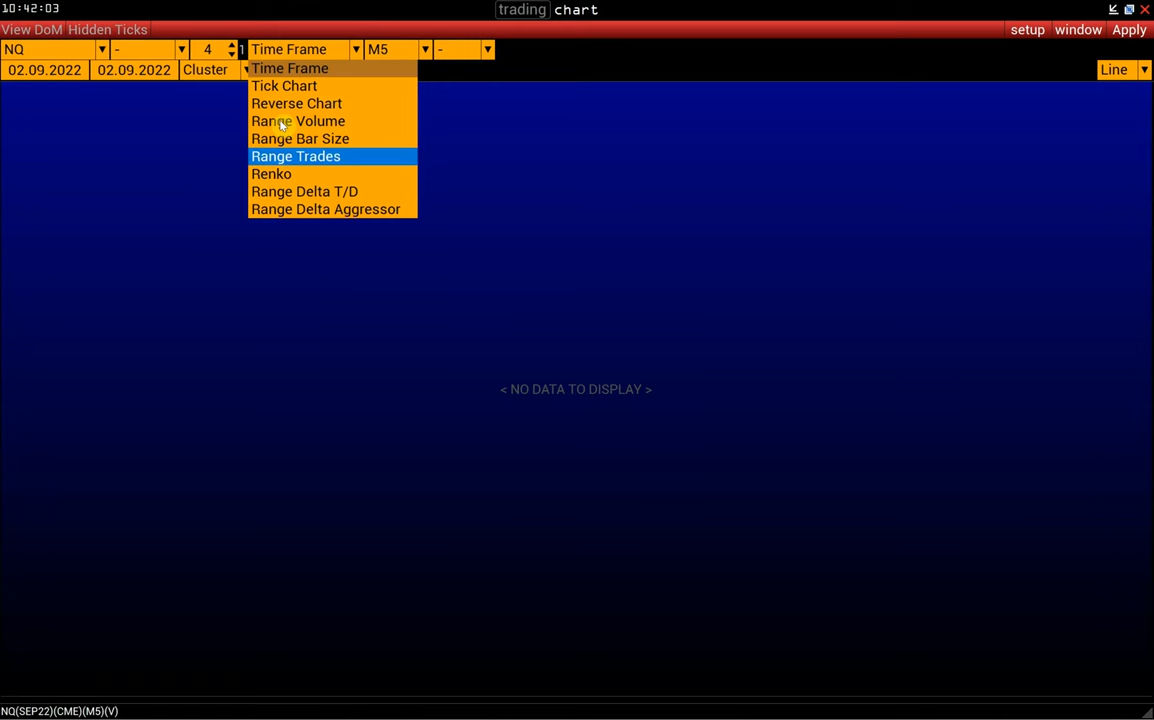 10:42:03 trading chart
View DoM Hidden Ticks setup window Apply
NQ - 4 1 Time Frame M5 -
02.09.2022 02.09.2022 Cluster Line
Time Frame
Tick Chart
Reverse Chart
Range Volume
Range Bar Size
Range Trades
Renko
Range Delta T/D
Range Delta Aggressor
< NO DATA TO DISPLAY >
NQ(SEP22)(CME)(M5)(V)